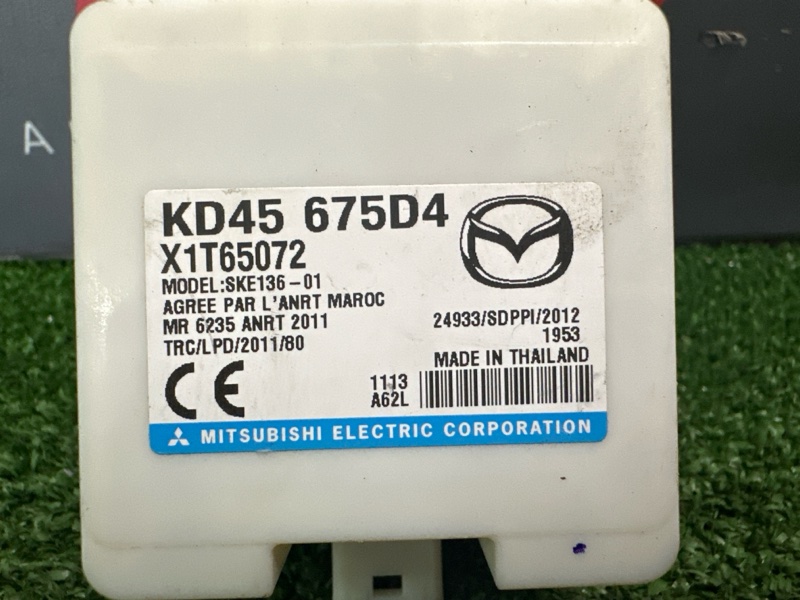 A
KD45 675D4
X1T65072
MODEL:SKE136-01
AGREE PAR L'ANRT MAROC
MR 6235 ANRT 2011
TRC/LPD/2011/80
24933/SDPPI/2012
1953
MADE IN THAILAND
CE
1113
A62L
MITSUBISHI ELECTRIC CORPORATION